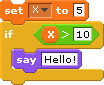 set x to 5
if x > 10
say Hello!